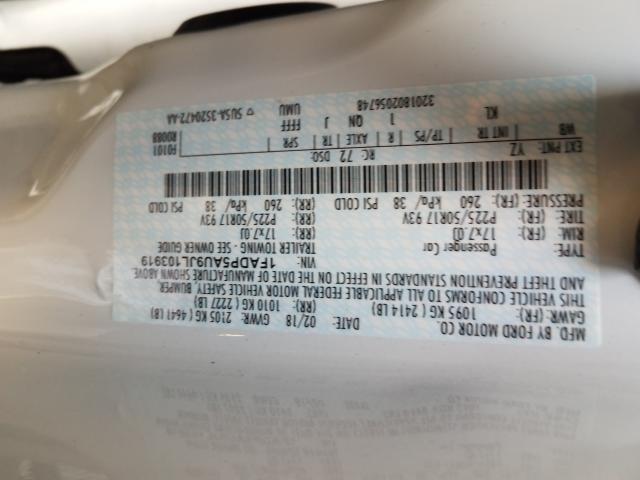 MFD. BY FORD MOTOR CO.
DATE: 02/18 GVWR: 2105 KG ( 4641 LB)
GAWR: (FR): 1095 KG ( 2414 LB) (RR): 1010 KG ( 2227 LB)
THIS VEHICLE CONFORMS TO ALL APPLICABLE FEDERAL MOTOR VEHICLE SAFETY, BUMPER,
AND THEFT PREVENTION STANDARDS IN EFFECT ON THE DATE OF MANUFACTURE SHOWN ABOVE.
VIN: 1FADP5AU9JL103919
TYPE: Passenger Car TRAILER TOWING - SEE OWNER GUIDE
RIM: (FR): 17x7.0J (RR): 17x7.0J
TIRE: (FR): P225/50R17 93V (RR): P225/50R17 93V
PRESSURE: (FR): 260 kPa/ 38 PSI COLD (RR): 260 kPa/ 38 PSI COLD
EXT PNT: YZ RC: 72 DSO: F0101
WB INT TR TP/PS R AXLE TR SPR R0088
KL 1 QN J FFFF
UMU
3201802056748 ▽ 5U5A-3520472-AA